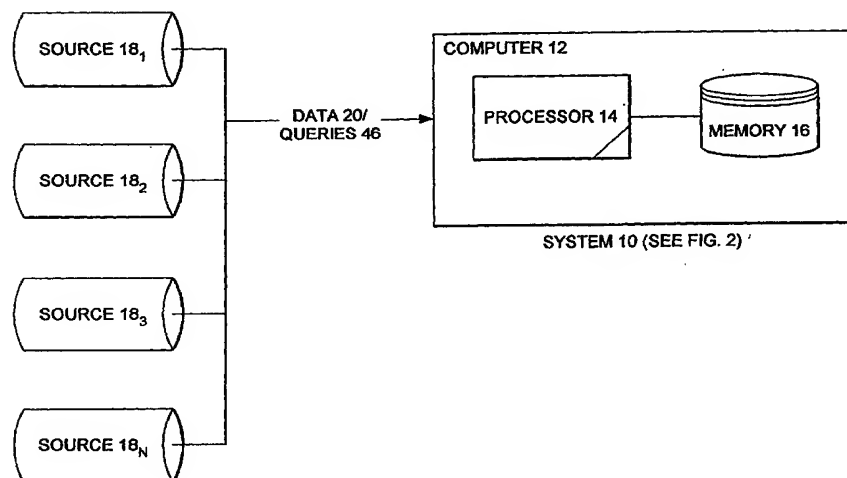 SOURCE 18₁
SOURCE 18₂
SOURCE 18₃
SOURCE 18N
DATA 20/
QUERIES 46
COMPUTER 12
PROCESSOR 14
MEMORY 16
SYSTEM 10 (SEE FIG. 2)